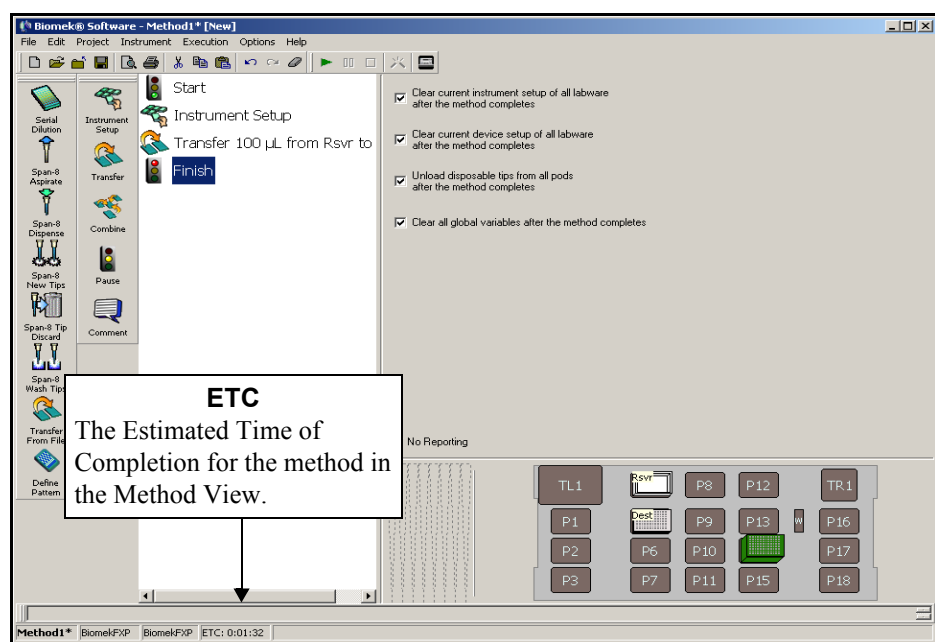 Biomek® Software - Method1* [New]
File Edit Project Instrument Execution Options Help
Serial
Dilution
Span-8
Aspirate
Span-8
Dispense
Span-8
New Tips
Span-8 Tip
Discard
Span-8
Wash Tips
Transfer
From File
Define
Pattern
Instrument
Setup
Transfer
Combine
Pause
Comment
Start
Instrument Setup
Transfer 100 µL from Rsvr to
Finish
Clear current instrument setup of all labware
after the method completes
Clear current device setup of all labware
after the method completes
Unload disposable tips from all pods
after the method completes
Clear all global variables after the method completes
ETC
The Estimated Time of
Completion for the method in
the Method View.
No Reporting
TL1 Rsvr P8 P12 TR1
P1 Dest P9 P13 W P16
P2 P6 P10 P17
P3 P7 P11 P15 P18
Method1* BiomekFXP BiomekFXP ETC: 0:01:32